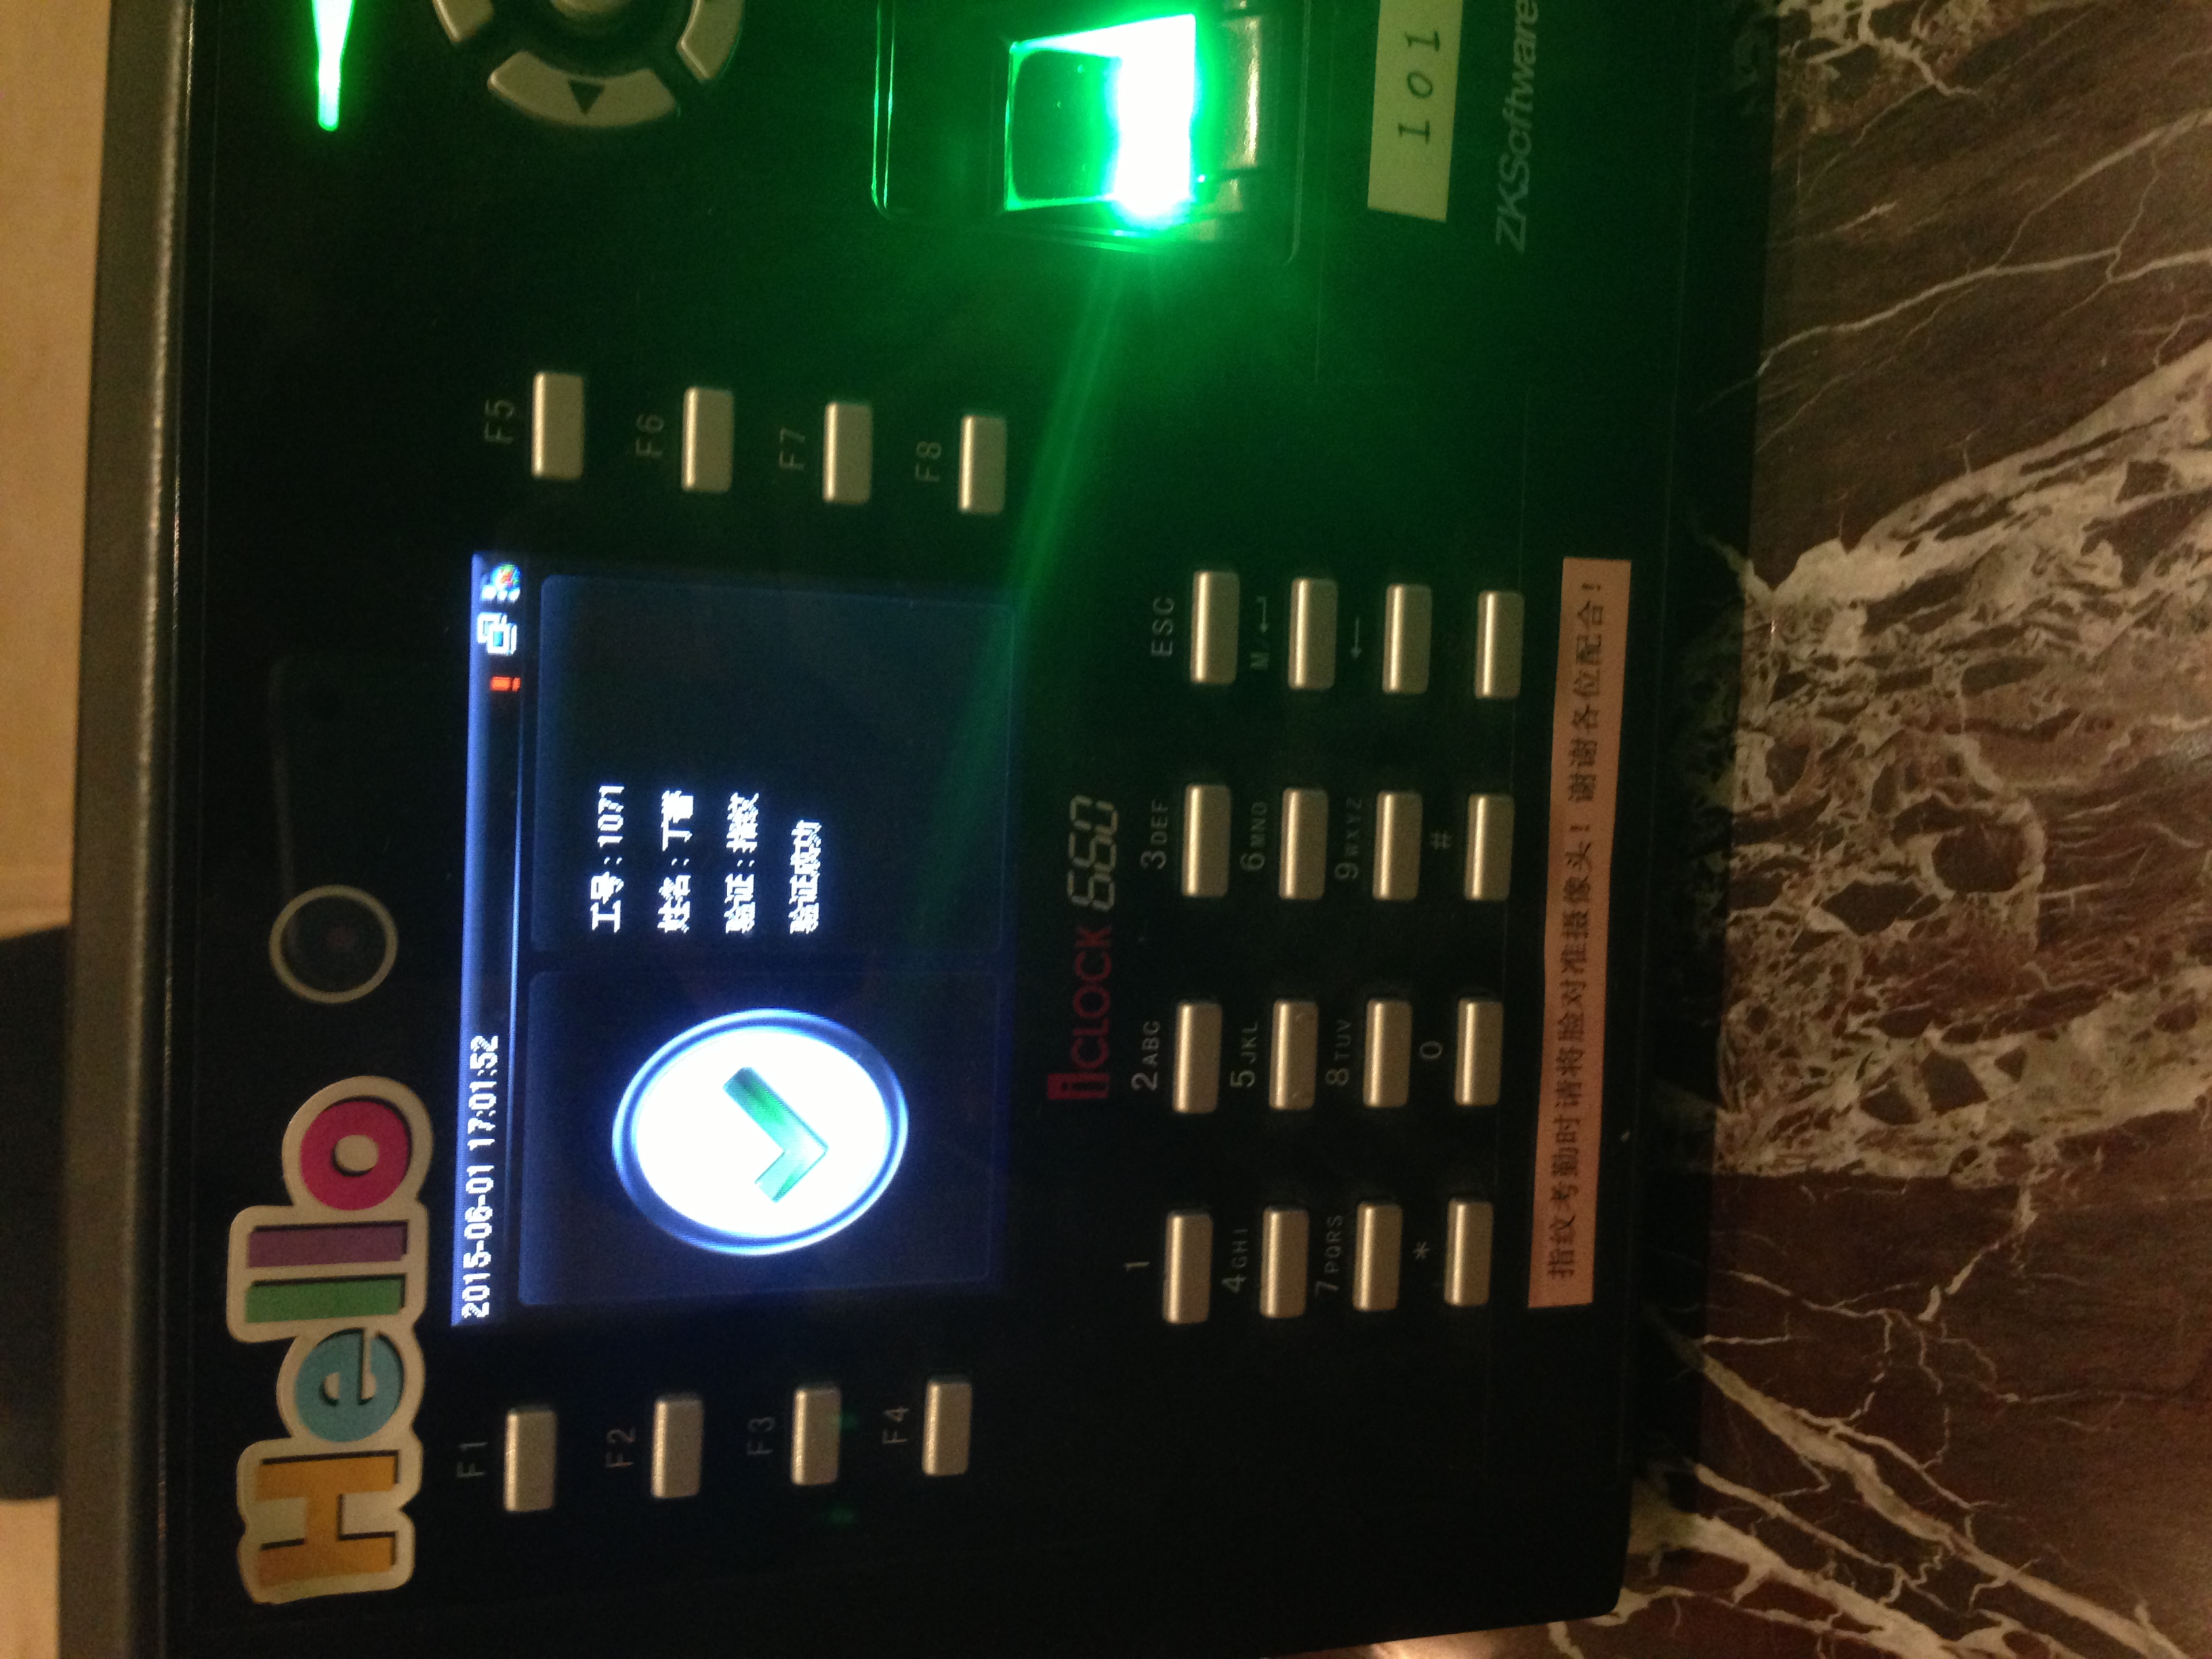 Hello
2015-06-01 17:01:52
工号：1071
姓名：丁
验证：指纹
验证成功
F1
F2
F3
F4
F5
F6
F7
F8
iCLOCK 660
1 2ABC 3DEF ESC
4GHI 5JKL 6MNO M/↵
7PQRS 8TUV 9WXYZ ←
* 0 #
101
ZKSoftware
指纹考勤时请将脸对准摄像头！谢谢各位配合！